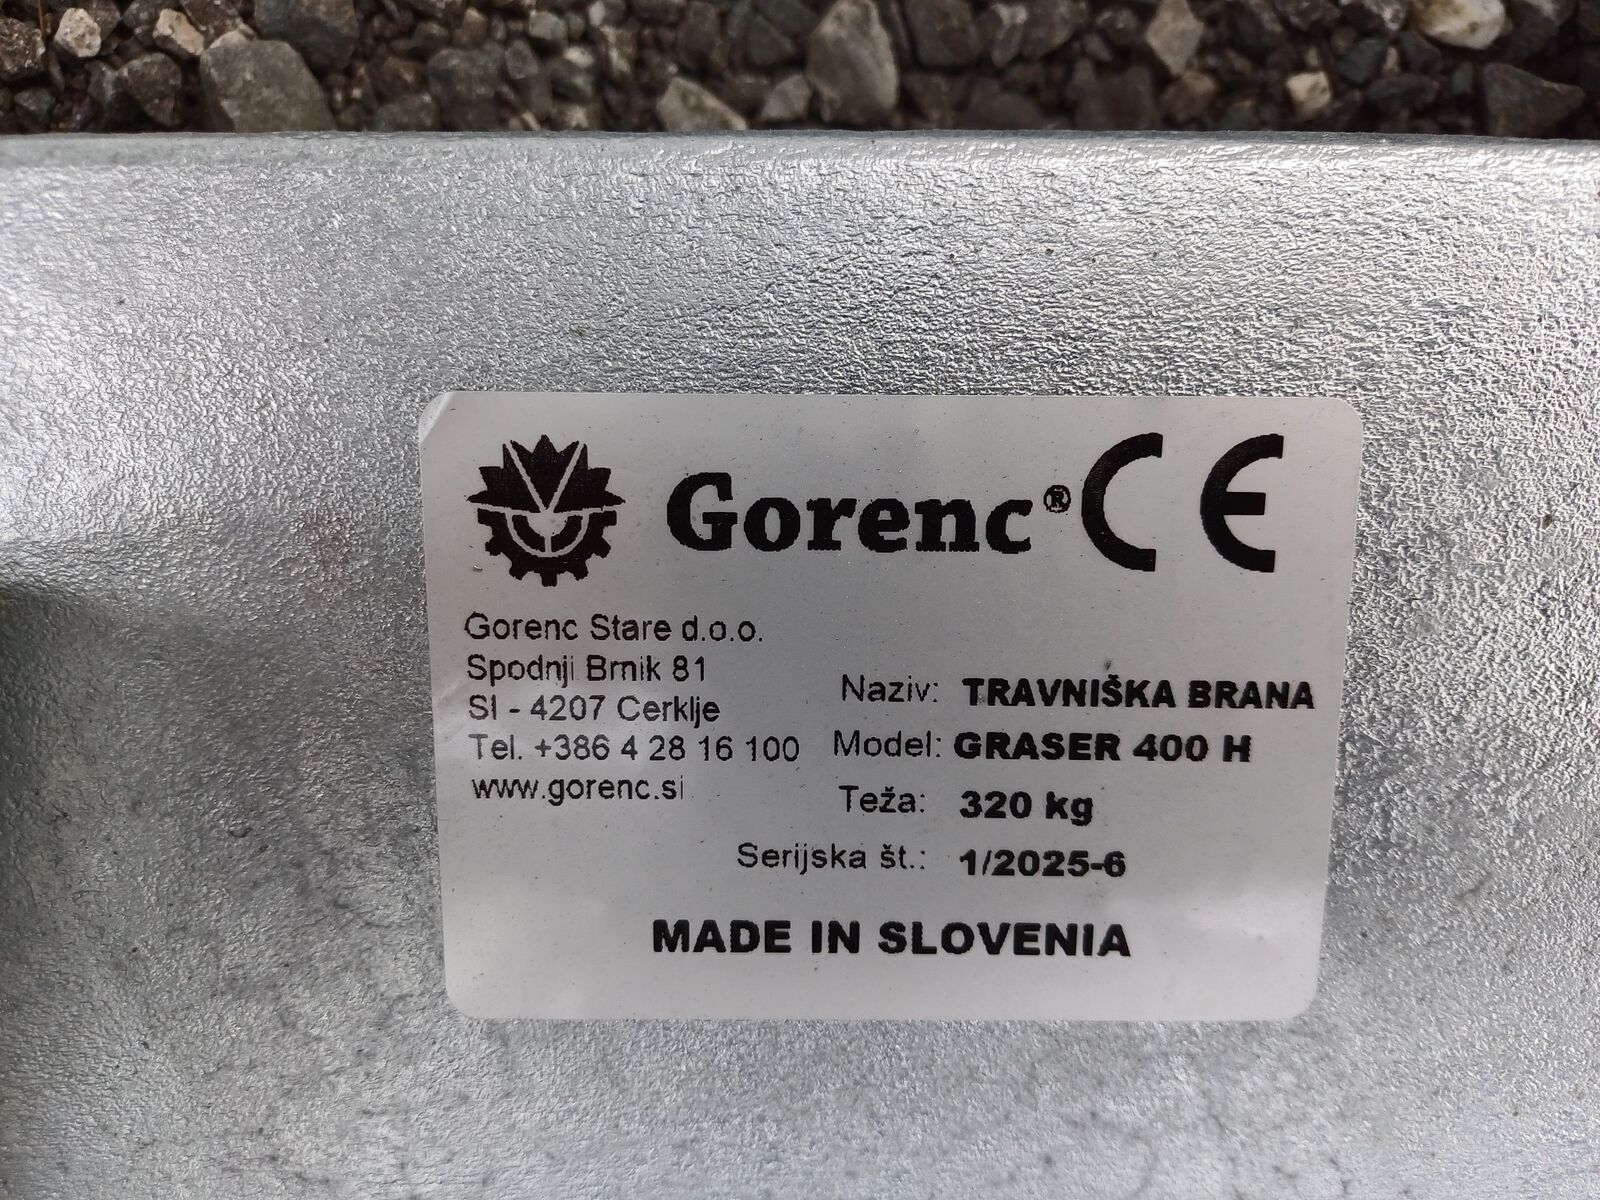 Gorenc® CE
Gorenc Stare d.o.o.
Spodnji Brnik 81
SI - 4207 Cerklje
Tel. +386 4 28 16 100
www.gorenc.si
Naziv: TRAVNIŠKA BRANA
Model: GRASER 400 H
Teža: 320 kg
Serijska št.: 1/2025-6
MADE IN SLOVENIA